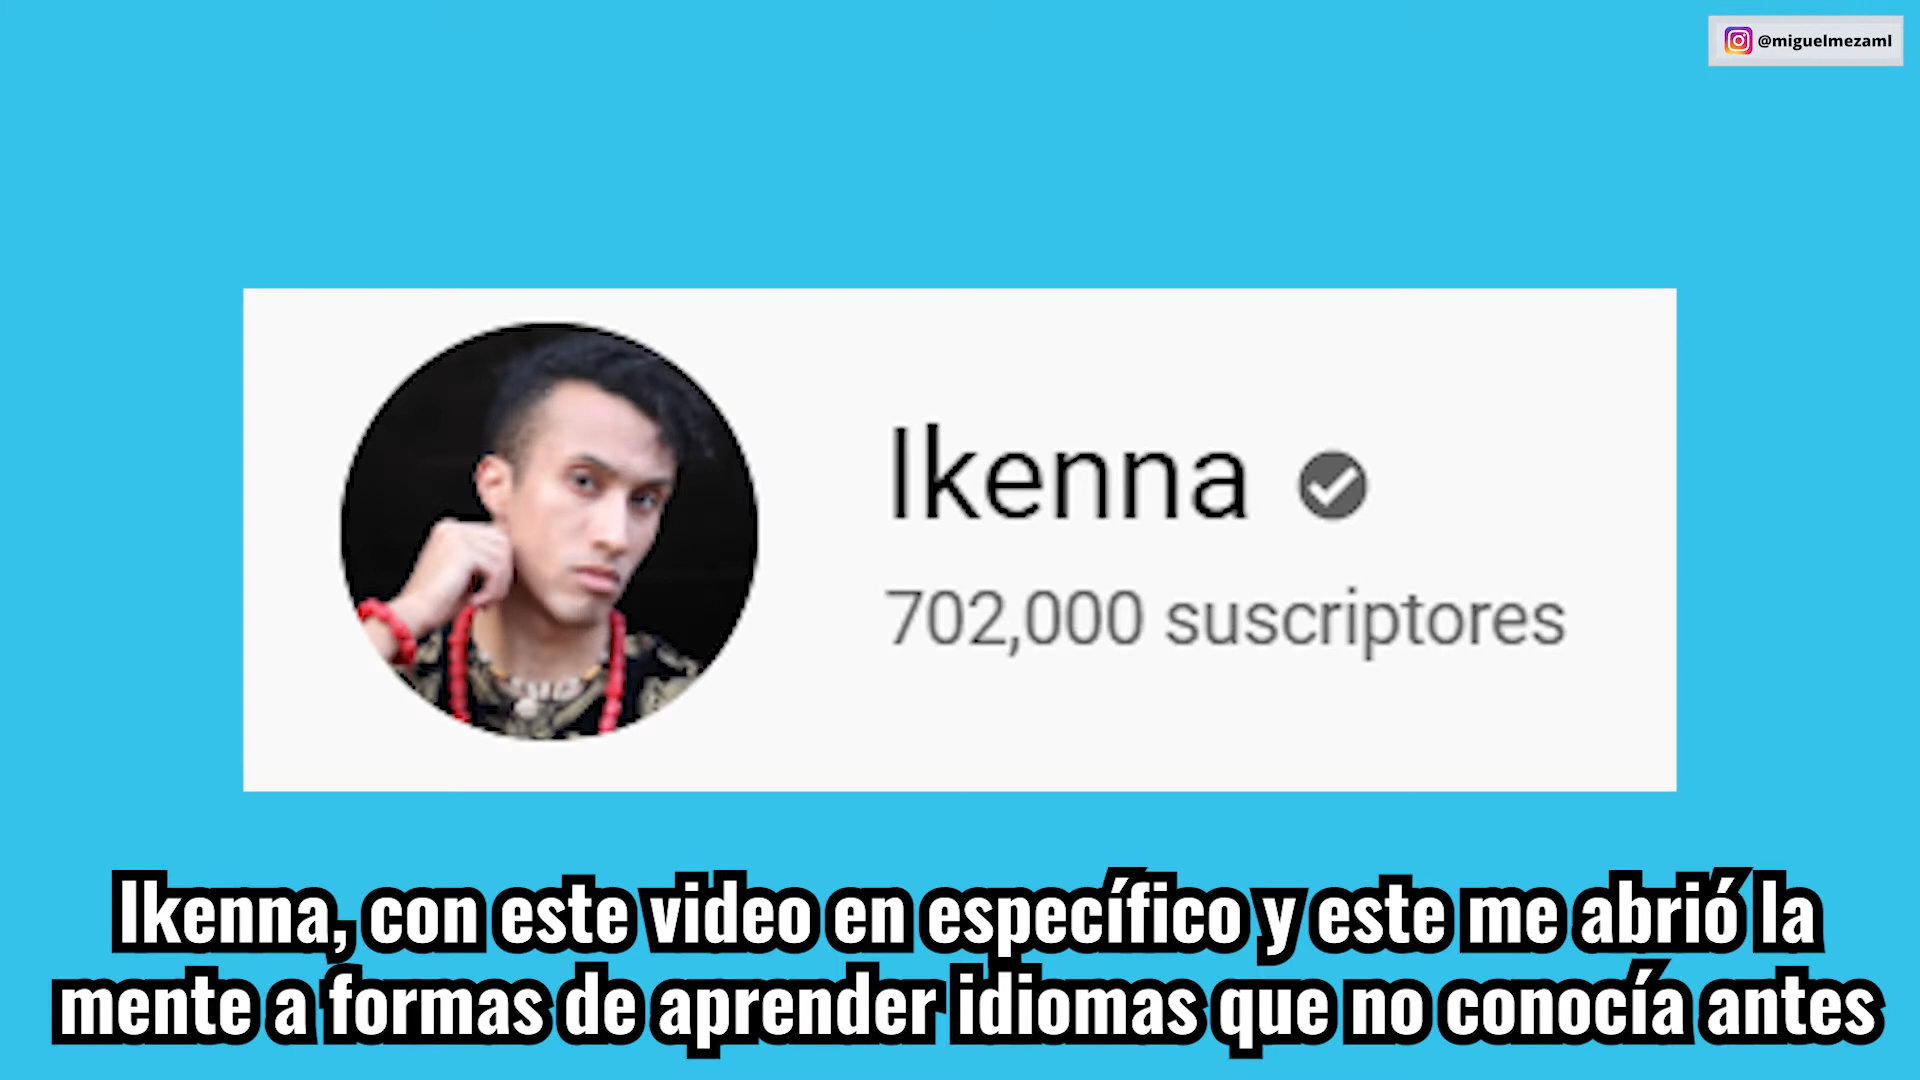 @miguelmezaml
Ikenna
702,000 suscriptores
Ikenna, con este video en específico y este me abrió la
mente a formas de aprender idiomas que no conocía antes